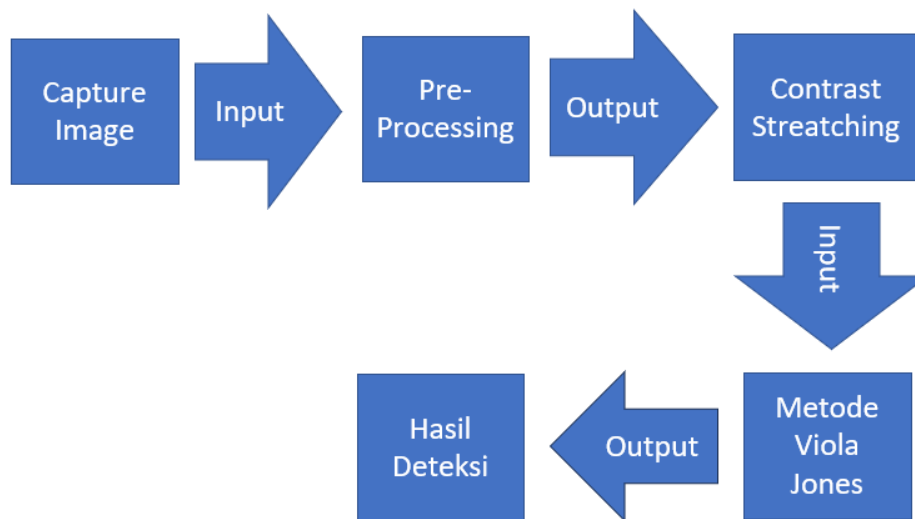 Capture
Image
Input
Pre-
Processing
Output
Contrast
Streatching
Input
Metode
Viola
Jones
Output
Hasil
Deteksi